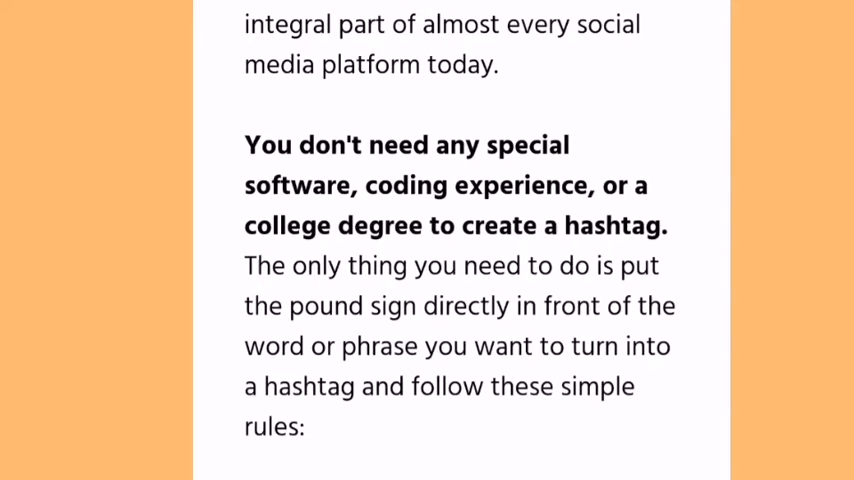 integral part of almost every social
media platform today.
You don't need any special
software, coding experience, or a
college degree to create a hashtag.
The only thing you need to do is put
the pound sign directly in front of the
word or phrase you want to turn into
a hashtag and follow these simple
rules: